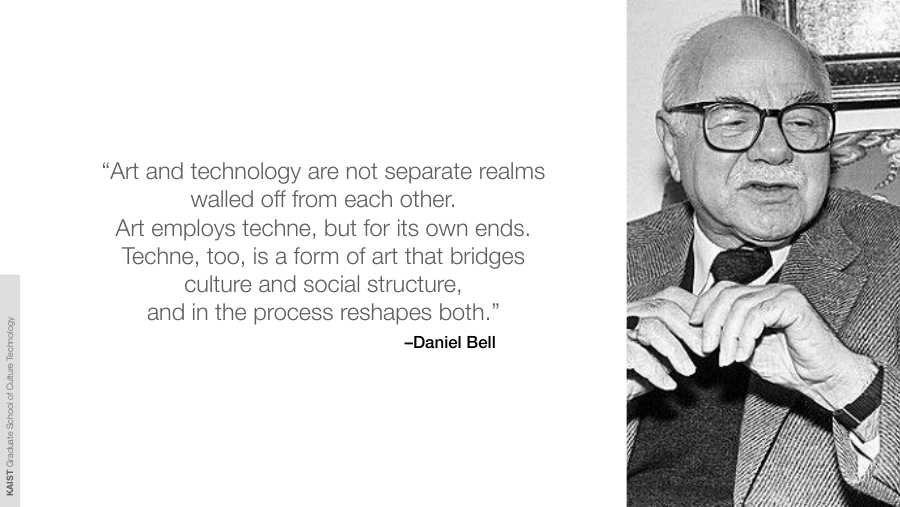 “Art and technology are not separate realms
walled off from each other.
Art employs techne, but for its own ends.
Techne, too, is a form of art that bridges
culture and social structure,
and in the process reshapes both.”
–Daniel Bell
KAIST Graduate School of Culture Technology